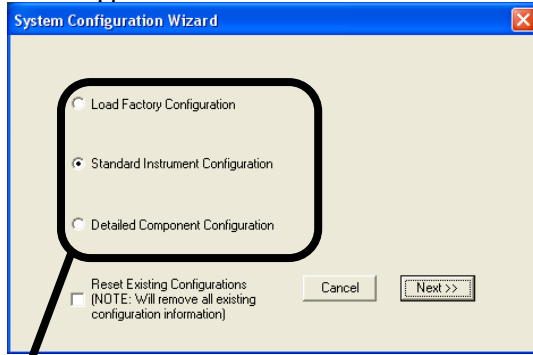 System Configuration Wizard
Load Factory Configuration
Standard Instrument Configuration
Detailed Component Configuration
Reset Existing Configurations
(NOTE: Will remove all existing
configuration information)
Cancel
Next >>